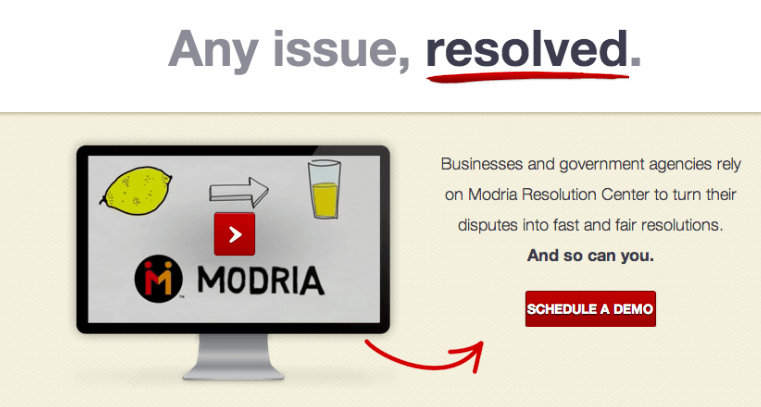 Any issue, resolved.
Businesses and government agencies rely
on Modria Resolution Center to turn their
disputes into fast and fair resolutions.
And so can you.
MODRIA
SCHEDULE A DEMO